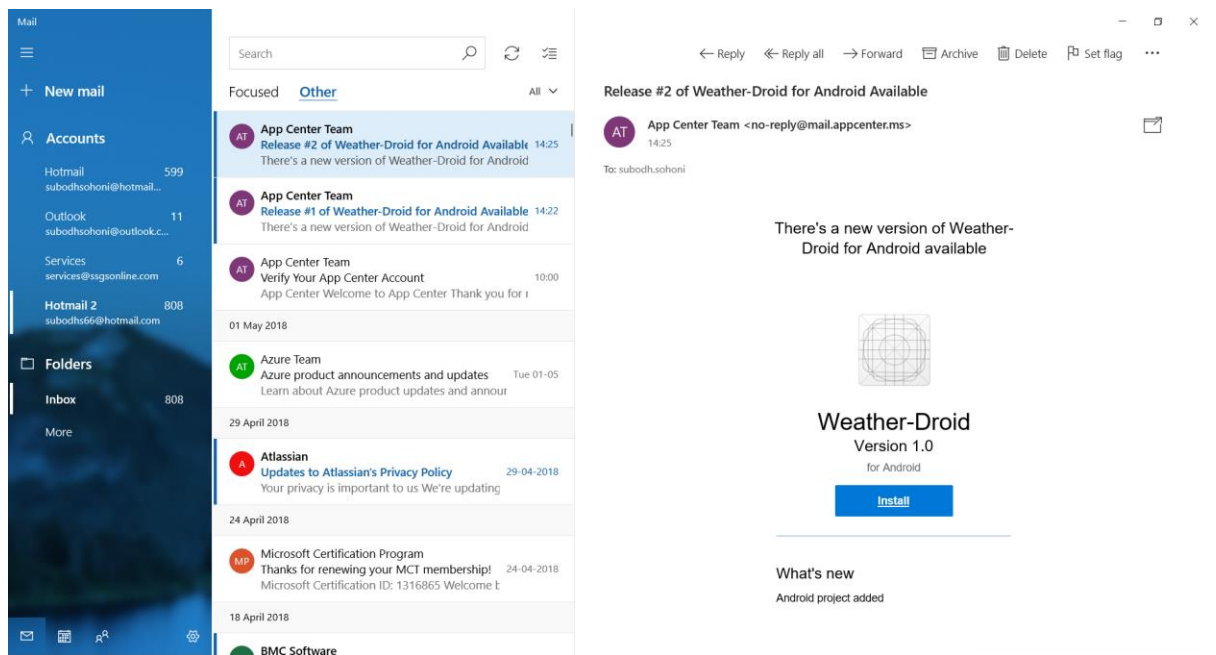 Mail
New mail
Accounts
Hotmail 599
subodhsohoni@hotmail...
Outlook 11
subodhsohoni@outlook.c...
Services 6
services@ssgsonline.com
Hotmail 2 808
subodhs66@hotmail.com
Folders
Inbox 808
More
Search
Focused Other All
AT App Center Team
Release #2 of Weather-Droid for Android Available 14:25
There's a new version of Weather-Droid for Android
AT App Center Team
Release #1 of Weather-Droid for Android Available 14:22
There's a new version of Weather-Droid for Android
AT App Center Team
Verify Your App Center Account 10:00
App Center Welcome to App Center Thank you for
01 May 2018
AT Azure Team
Azure product announcements and updates Tue 01-05
Learn about Azure product updates and annour
29 April 2018
A Atlassian
Updates to Atlassian's Privacy Policy 29-04-2018
Your privacy is important to us We're updating
24 April 2018
MP Microsoft Certification Program
Thanks for renewing your MCT membership! 24-04-2018
Microsoft Certification ID: 1316865 Welcome
18 April 2018
BMC Software
Reply Reply all Forward Archive Delete Set flag ...
Release #2 of Weather-Droid for Android Available
AT App Center Team <no-reply@mail.appcenter.ms>
14:25
To: subodh.sohoni
There's a new version of Weather-
Droid for Android available
Weather-Droid
Version 1.0
for Android
Install
What's new
Android project added